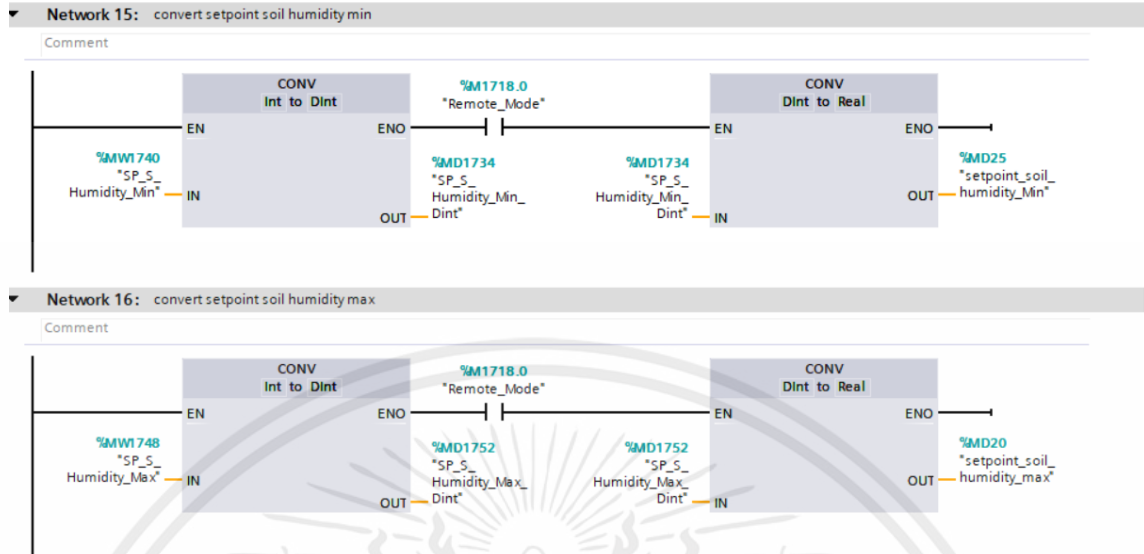 Network 15: convert setpoint soil humidity min
Comment
CONV
Int to DInt
%M1718.0
"Remote_Mode"
CONV
DInt to Real
EN
ENO
EN
ENO
%MW1740
"SP_S_
Humidity_Min"
IN
OUT
%MD1734
"SP_S_
Humidity_Min_
Dint"
%MD1734
"SP_S_
Humidity_Min_
Dint"
IN
OUT
%MD25
"setpoint_soil_
humidity_Min"
Network 16: convert setpoint soil humidity max
Comment
CONV
Int to DInt
%M1718.0
"Remote_Mode"
CONV
DInt to Real
EN
ENO
EN
ENO
%MW1748
"SP_S_
Humidity_Max"
IN
OUT
%MD1752
"SP_S_
Humidity_Max_
Dint"
%MD1752
"SP_S_
Humidity_Max_
Dint"
IN
OUT
%MD20
"setpoint_soil_
humidity_max"